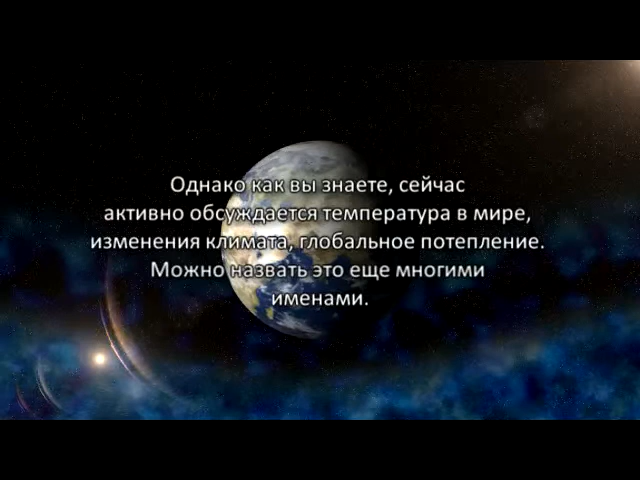 Однако как вы знаете, сейчас
активно обсуждается температура в мире,
изменения климата, глобальное потепление.
Можно назвать это еще многими
именами.